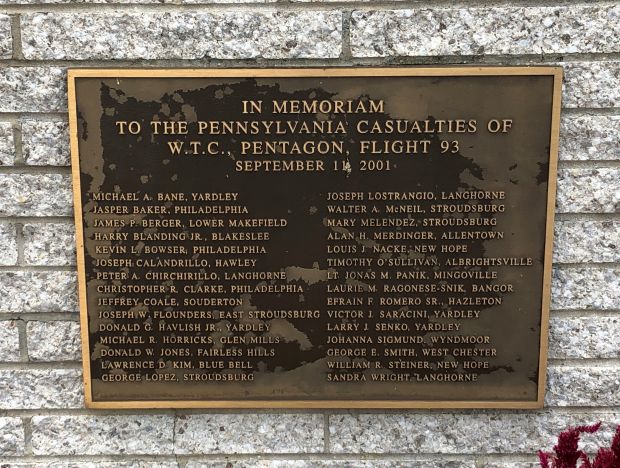 IN MEMORIAM
TO THE PENNSYLVANIA CASUALTIES OF
W.T.C., PENTAGON, FLIGHT 93
SEPTEMBER 11, 2001
MICHAEL A. BANE, YARDLEY
JASPER BAKER, PHILADELPHIA
JAMES P. BERGER, LOWER MAKEFIELD
HARRY BLANDING JR., BLAKESLEE
KEVIN L. BOWSER, PHILADELPHIA
JOSEPH CALANDRILLO, HAWLEY
PETER A. CHIRCHIRILLO, LANGHORNE
CHRISTOPHER R. CLARKE, PHILADELPHIA
JEFFREY COALE, SOUDERTON
JOSEPH W. FLOUNDERS, EAST STROUDSBURG
DONALD G. HAVLISH JR., YARDLEY
MICHAEL R. HORRICKS, GLEN MILLS
DONALD W. JONES, FAIRLESS HILLS
LAWRENCE D. KIM, BLUE BELL
GEORGE LOPEZ, STROUDSBURG
JOSEPH LOSTRANGIO, LANGHORNE
WALTER A. McNEIL, STROUDSBURG
MARY MELENDEZ, STROUDSBURG
ALAN H. MERDINGER, ALLENTOWN
LOUIS J. NACKE, NEW HOPE
TIMOTHY O'SULLIVAN, ALBRIGHTSVILLE
LT. JONAS M. PANIK, MINGOVILLE
LAURIE M. RAGONESE-SNIK, BANGOR
EFRAIN F. ROMERO SR., HAZLETON
VICTOR J. SARACINI, YARDLEY
LARRY J. SENKO, YARDLEY
JOHANNA SIGMUND, WYNDMOOR
GEORGE E. SMITH, WEST CHESTER
WILLIAM R. STEINER, NEW HOPE
SANDRA WRIGHT, LANGHORNE